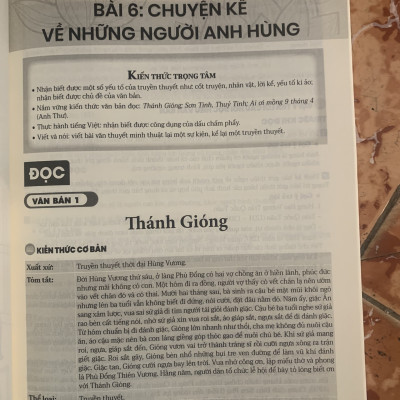 BÀI 6: CHUYỆN KỂ
VỀ NHỮNG NGƯỜI ANH HÙNG
KIẾN THỨC TRỌNG TÂM
• Nhận biết được một số yếu tố của truyền thuyết như cốt truyện, nhân vật, lời kể, yếu tố kì ảo;
nhận biết được chủ đề của văn bản.
• Nắm vững kiến thức văn bản đọc: Thánh Gióng; Sơn Tinh, Thuỷ Tinh; Ai ơi mồng 9 tháng 4
(Anh Thư).
• Thực hành tiếng Việt: nhận biết được công dụng của dấu chấm phẩy.
• Viết và nói: viết bài văn thuyết minh thuật lại một sự kiện, kể lại một truyền thuyết.
ĐỌC
VĂN BẢN 1
Thánh Gióng
KIẾN THỨC CƠ BẢN
Xuất xứ: Truyền thuyết thời đại Hùng Vương.
Tóm tắt: Đời Hùng Vương thứ sáu, ở làng Phù Đổng có hai vợ chồng ăn ở hiền lành, phúc đức
nhưng mãi không có con. Một hôm đi ra đồng, người vợ thấy có vết chân lạ nên ướm
vào vết chân đó và có thai. Mười hai tháng sau, bà sinh ra cậu bé mặt mũi khôi ngô
nhưng lên ba tuổi vẫn không biết đi đứng, nói cười, đặt đâu nằm đó. Năm ấy, giặc Ân
sang xâm lược, vua sai sứ giả đi tìm người tài giỏi đánh giặc. Cậu bé ba tuổi nghe sứ giả
rao bèn cất tiếng nói, nhờ sứ giả xin vua roi sắt, áo giáp sắt, ngựa sắt để đi đánh giặc.
Từ hôm chuẩn bị đi đánh giặc, Gióng lớn nhanh như thổi, cha mẹ không đủ nuôi cậu
ăn, áo cậu mặc nên bà con làng giềng góp thóc gạo để nuôi chú bé. Khi sứ giả mang
roi, ngựa, giáp sắt đến, Gióng vươn vai trở thành tráng sĩ rồi cưỡi ngựa xông ra trận
giết giặc. Roi sắt gãy, Gióng bèn nhổ những bụi tre ven đường để làm vũ khí đánh
giặc. Giặc tan, Gióng cưỡi ngựa bay lên trời. Vua nhớ công ơn, lập miếu thờ và phong
là Phù Đổng Thiên Vương. Hằng năm, người dân tổ chức lễ hội để bày tỏ lòng biết ơn
với Thánh Gióng.
Thể loại: Truyền thuyết.